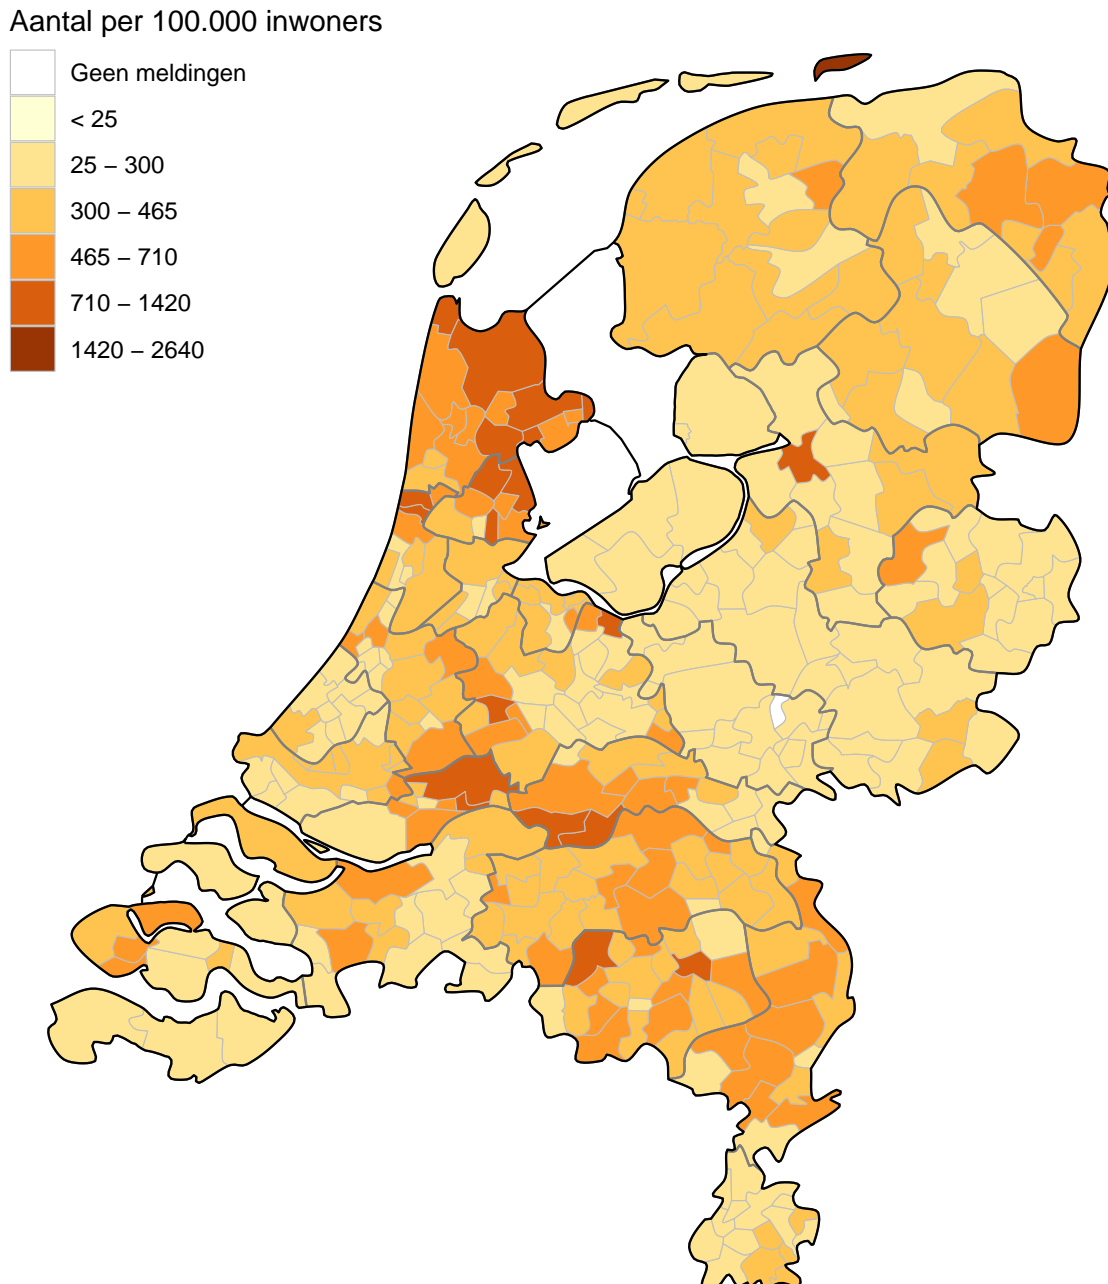 Aantal per 100.000 inwoners
Geen meldingen
< 25
25 – 300
300 – 465
465 – 710
710 – 1420
1420 – 2640